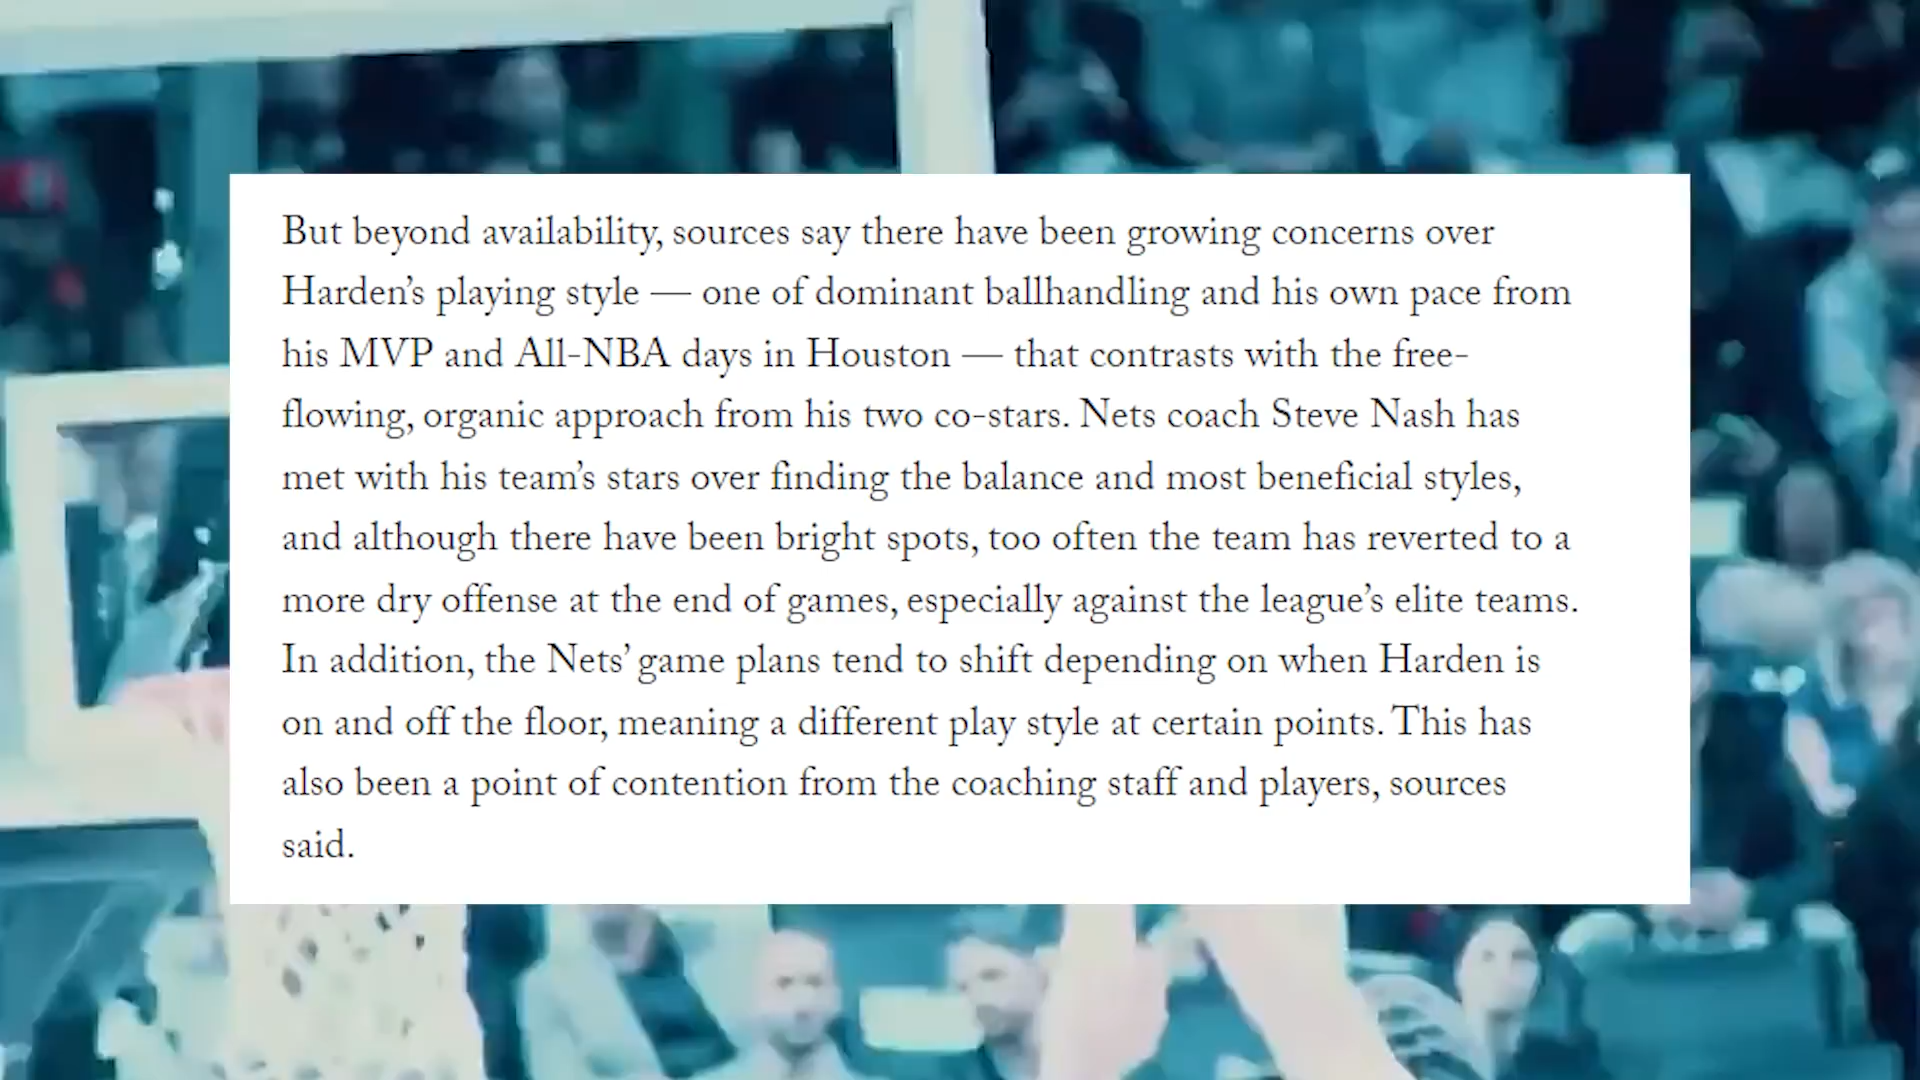 But beyond availability, sources say there have been growing concerns over
Harden’s playing style — one of dominant ballhandling and his own pace from
his MVP and All-NBA days in Houston — that contrasts with the free-
flowing, organic approach from his two co-stars. Nets coach Steve Nash has
met with his team’s stars over finding the balance and most beneficial styles,
and although there have been bright spots, too often the team has reverted to a
more dry offense at the end of games, especially against the league’s elite teams.
In addition, the Nets’ game plans tend to shift depending on when Harden is
on and off the floor, meaning a different play style at certain points. This has
also been a point of contention from the coaching staff and players, sources
said.